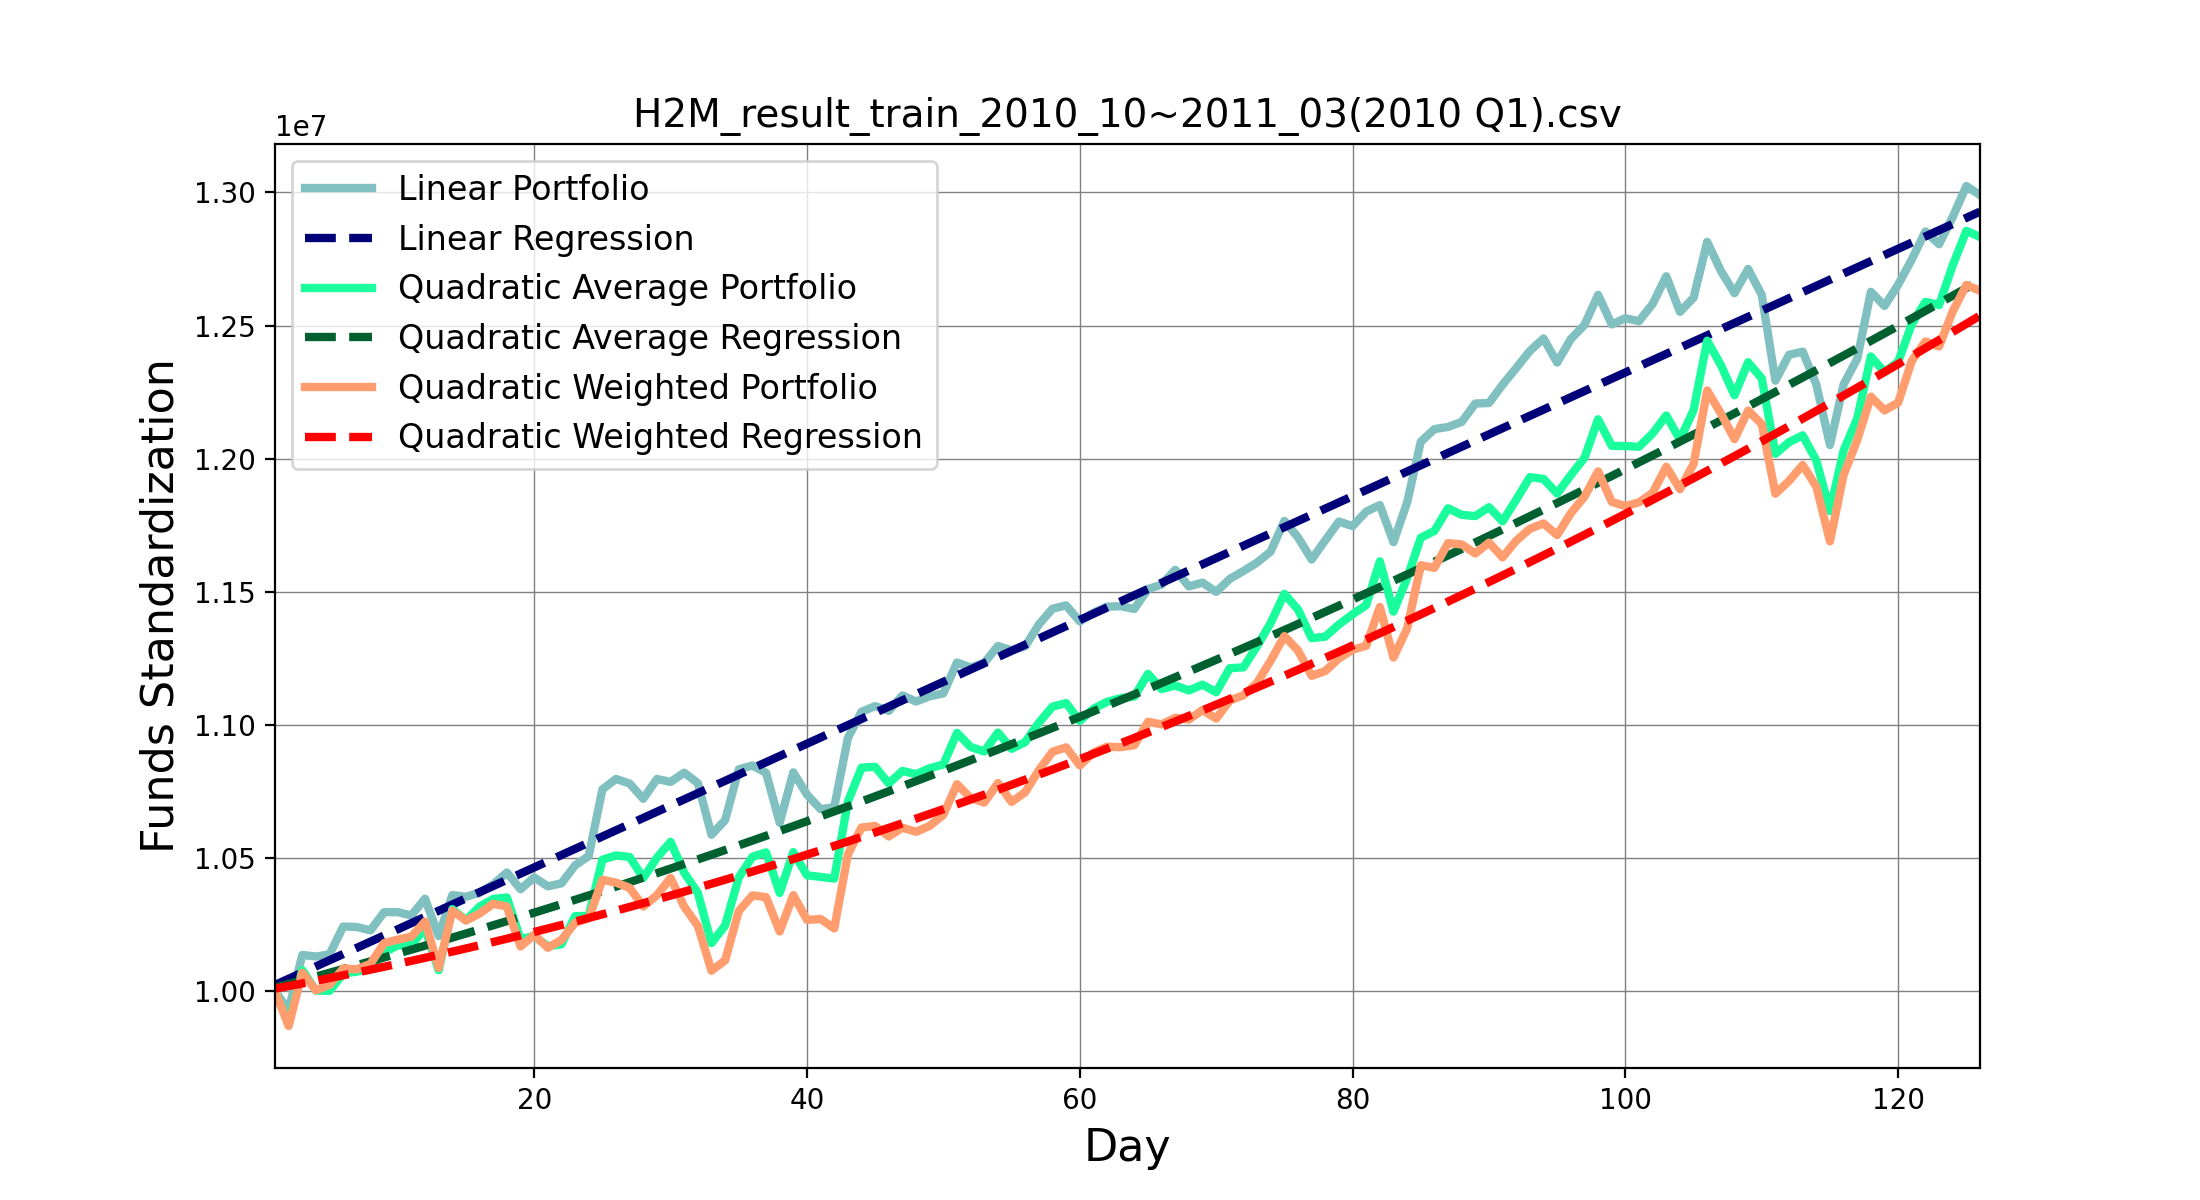 H2M_result_train_2010_10~2011_03(2010 Q1).csv
1e7
Linear Portfolio
Linear Regression
Quadratic Average Portfolio
Quadratic Average Regression
Quadratic Weighted Portfolio
Quadratic Weighted Regression
Funds Standardization
1.30
1.25
1.20
1.15
1.10
1.05
1.00
20 40 60 80 100 120
Day